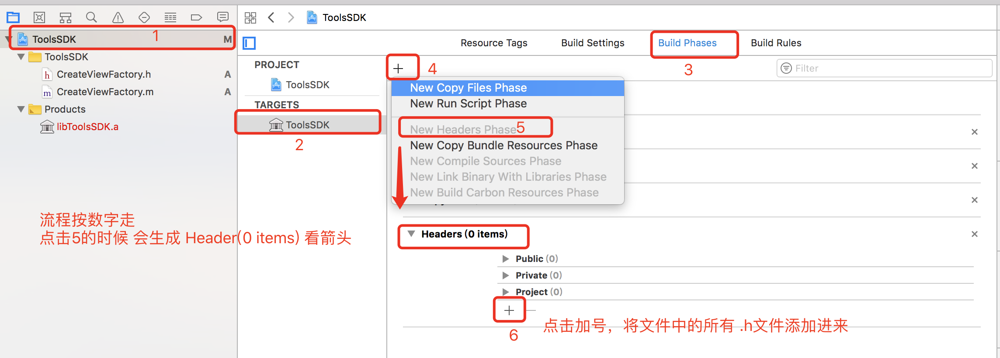 ToolsSDK
ToolsSDK 1 M
Resource Tags Build Settings Build Phases Build Rules
3
ToolsSDK
CreateViewFactory.h A
CreateViewFactory.m A
Products
libToolsSDK.a
PROJECT
ToolsSDK
TARGETS
ToolsSDK
2
4
Filter
New Copy Files Phase
New Run Script Phase
New Headers Phase 5
New Copy Bundle Resources Phase
New Compile Sources Phase
New Link Binary With Libraries Phase
New Build Carbon Resources Phase
流程按数字走
点击5的时候 会生成 Header(0 items) 看箭头
Headers (0 items)
Public (0)
Private (0)
Project (0)
6
点击加号，将文件中的所有 .h文件添加进来